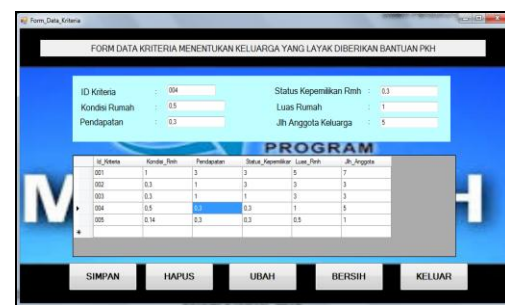 Form_Data_Kriteria
FORM DATA KRITERIA MENENTUKAN KELUARGA YANG LAYAK DIBERIKAN BANTUAN PKH
ID Kriteria : 004 Status Kepemilikan Rmh : 0.3
Kondisi Rumah : 0.5 Luas Rumah : 1
Pendapatan : 0.3 Jlh Anggota Keluarga : 5
PROGRAM
Id_Kriteria Kondisi_Rmh Pendapatan Status_Kepemilikan Luas_Rmh Jlh_Anggota
001 1 3 3 5 7
002 0.3 1 3 3 3
003 0.3 1 1 3 3
004 0.5 0.3 0.3 1 5
005 0.14 0.3 0.3 0.5 1
M H
SIMPAN HAPUS UBAH BERSIH KELUAR